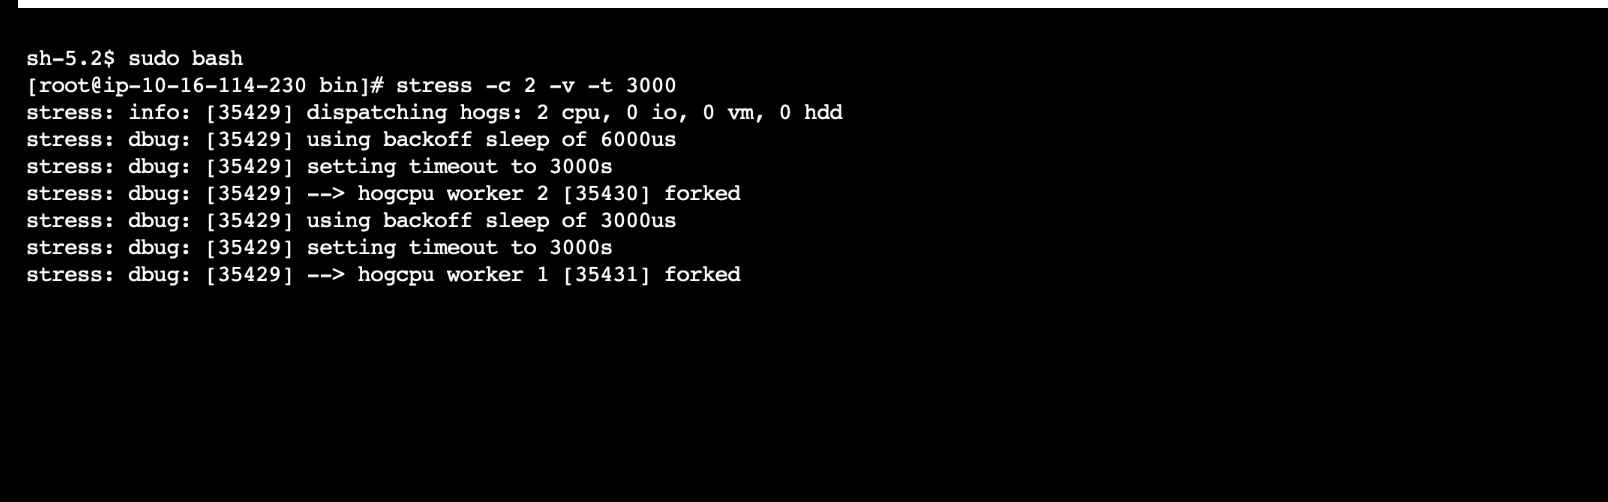 sh-5.2$ sudo bash
[root@ip-10-16-114-230 bin]# stress -c 2 -v -t 3000
stress: info: [35429] dispatching hogs: 2 cpu, 0 io, 0 vm, 0 hdd
stress: dbug: [35429] using backoff sleep of 6000us
stress: dbug: [35429] setting timeout to 3000s
stress: dbug: [35429] --> hogcpu worker 2 [35430] forked
stress: dbug: [35429] using backoff sleep of 3000us
stress: dbug: [35429] setting timeout to 3000s
stress: dbug: [35429] --> hogcpu worker 1 [35431] forked